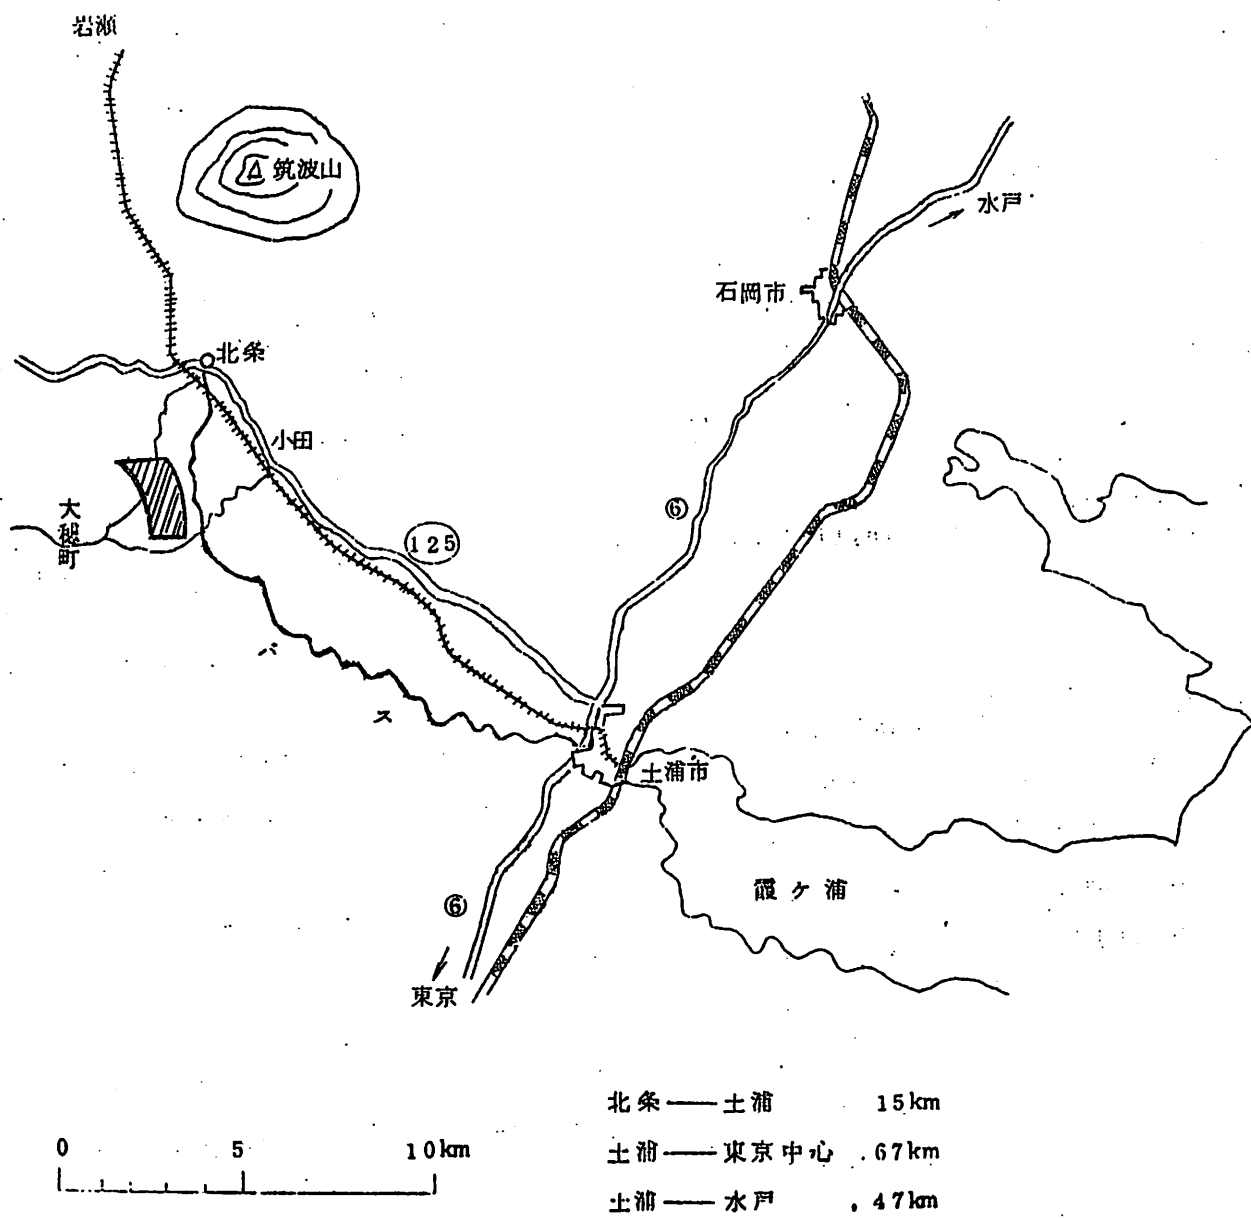 岩瀬
筑波山
水戸
石岡市
北条
小田
大穂町
⑥
125
バス
土浦市
霞ヶ浦
⑥
東京
北条——土浦 15km
土浦——東京中心 67km
土浦——水戸 47km
0 5 10km